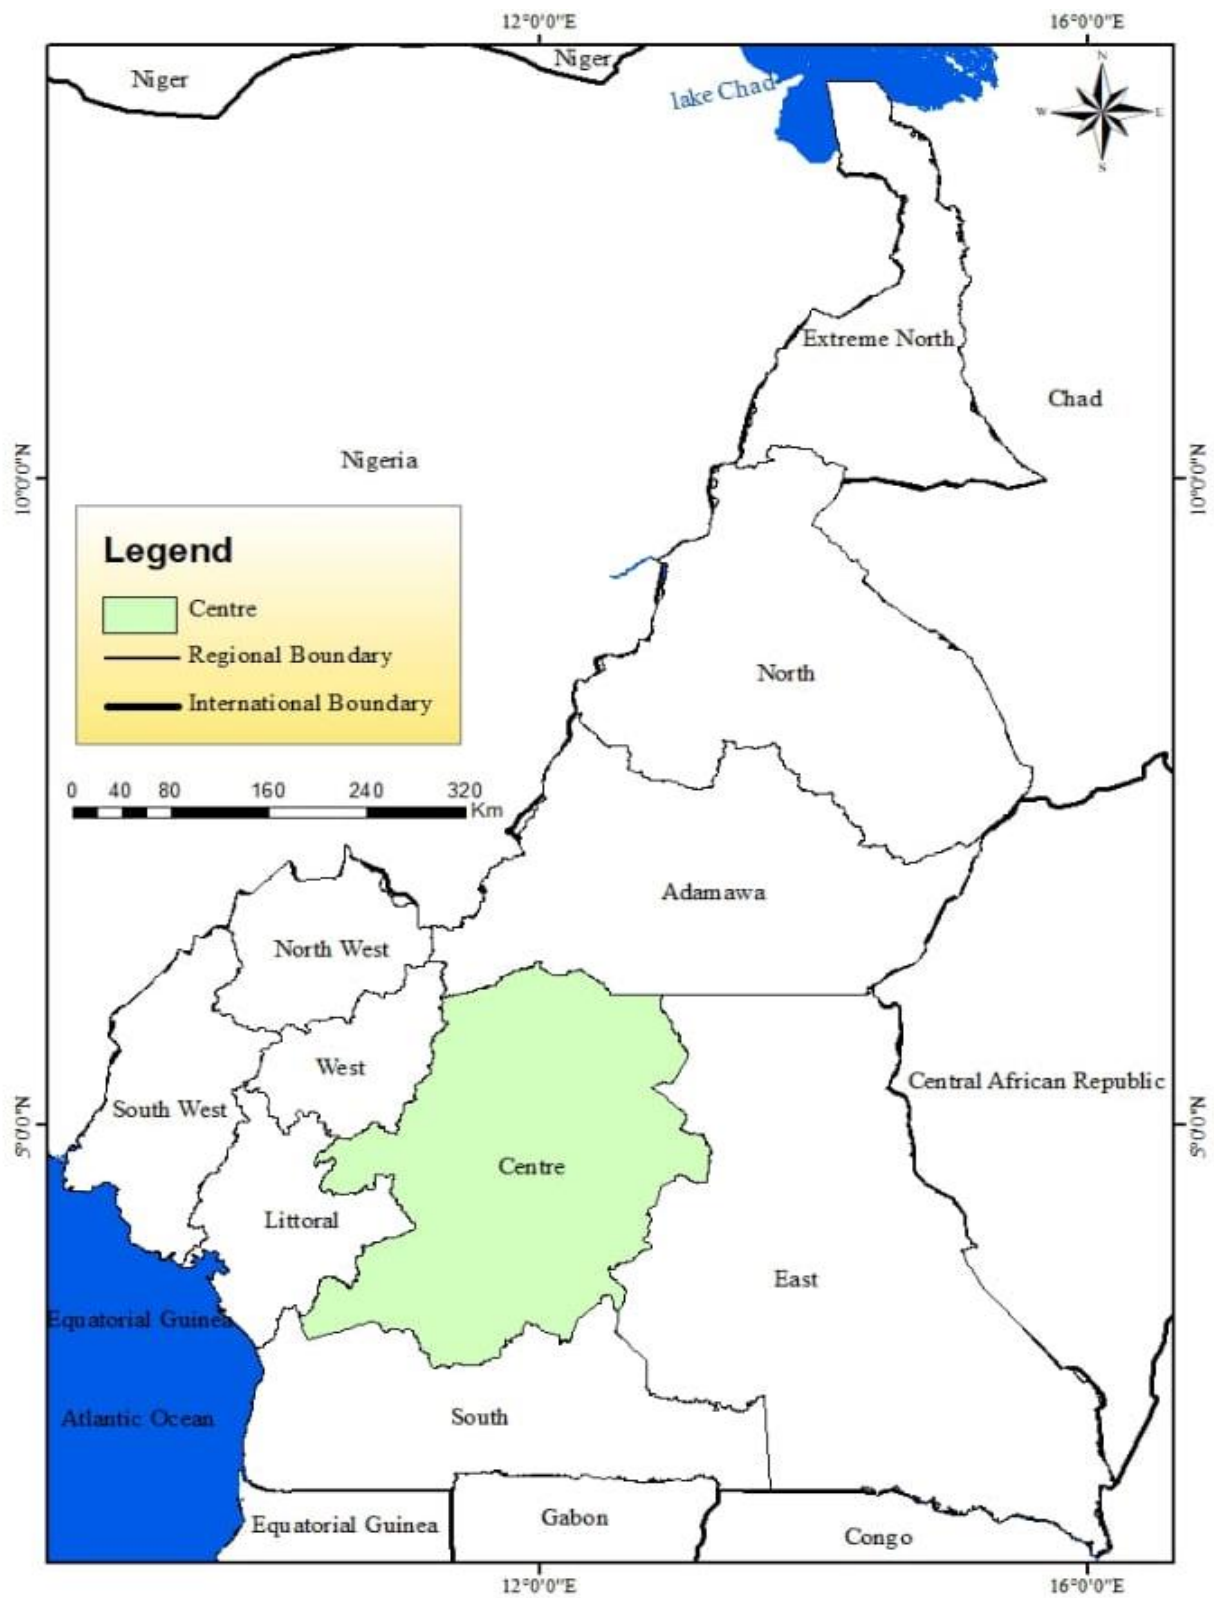 12°0'0"E
16°0'0"E
Niger
Niger
lake Chad
N
W
E
S
Extreme North
Chad
Nigeria
10°0'0"N
10°0'0"N
Legend
Centre
Regional Boundary
International Boundary
North
0 40 80 160 240 320
Km
Adamawa
North West
West
Central African Republic
South West
5°0'0"N
5°0'0"N
Centre
Littoral
East
Equatorial Guinea
Atlantic Ocean
South
Equatorial Guinea
Gabon
Congo
12°0'0"E
16°0'0"E